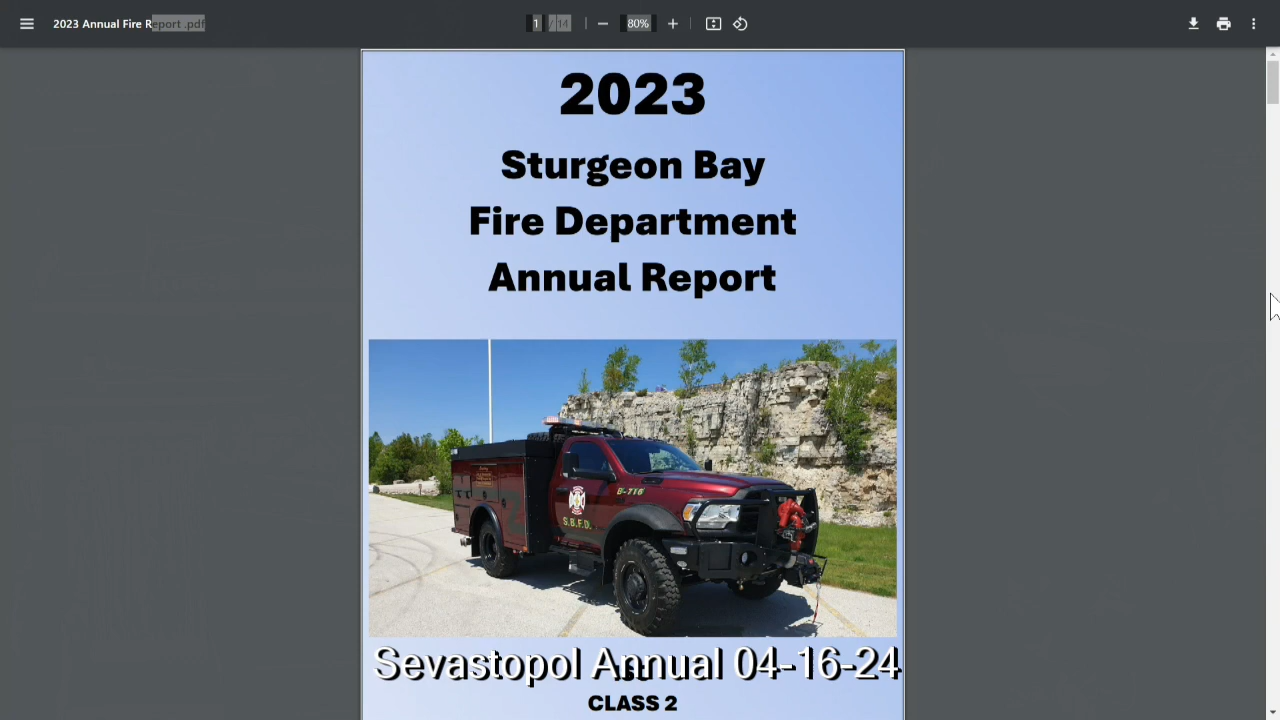 2023 Annual Fire Report .pdf
1 / 14
80%
2023
Sturgeon Bay
Fire Department
Annual Report
B-716
S.B.F.D.
Sevastopol Annual 04-16-24
CLASS 2